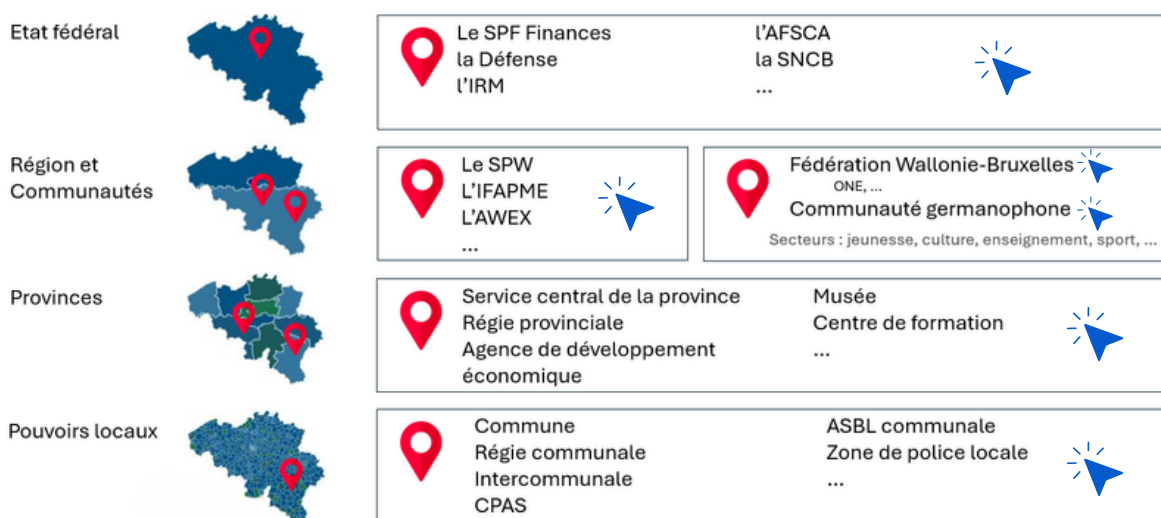 Etat fédéral
Le SPF Finances
la Défense
l'IRM
l'AFSCA
la SNCB
...
Région et
Communautés
Le SPW
L'IFAPME
L'AWEX
...
Fédération Wallonie-Bruxelles
ONE, ...
Communauté germanophone
Secteurs : jeunesse, culture, enseignement, sport, ...
Provinces
Service central de la province
Régie provinciale
Agence de développement
économique
Musée
Centre de formation
...
Pouvoirs locaux
Commune
Régie communale
Intercommunale
CPAS
ASBL communale
Zone de police locale
...